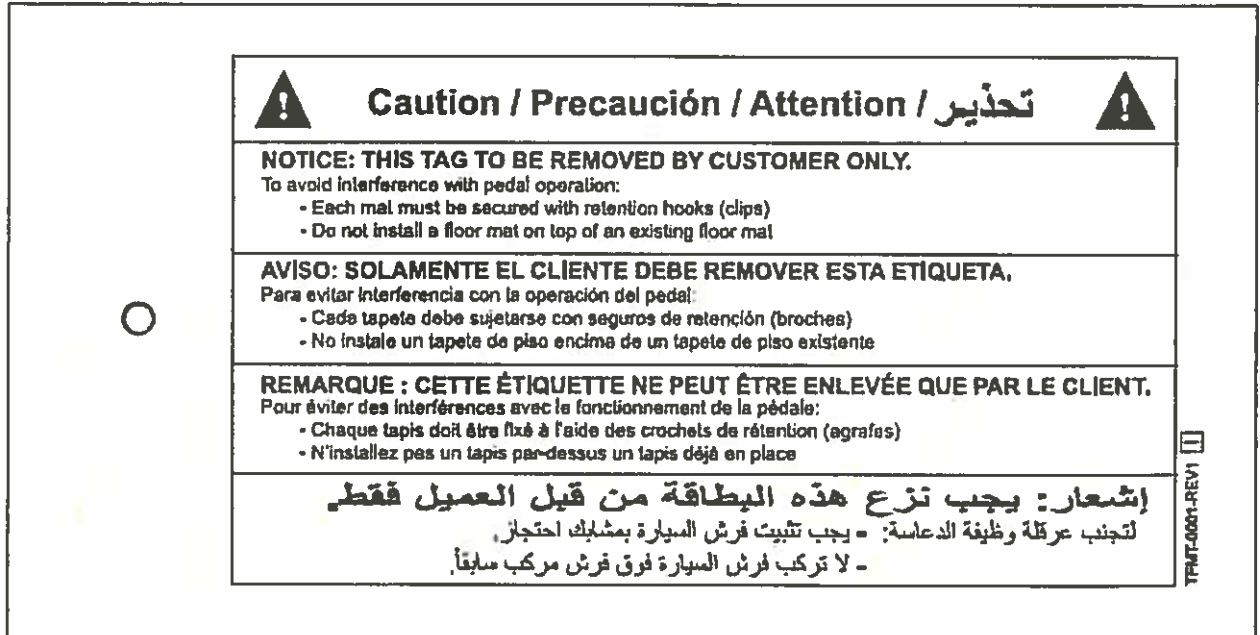 Caution / Precaución / Attention / تحذير
NOTICE: THIS TAG TO BE REMOVED BY CUSTOMER ONLY.
To avoid interference with pedal operation:
- Each mat must be secured with retention hooks (clips)
- Do not install a floor mat on top of an existing floor mat
AVISO: SOLAMENTE EL CLIENTE DEBE REMOVER ESTA ETIQUETA.
Para evitar interferencia con la operación del pedal:
- Cada tapete debe sujetarse con seguros de retención (broches)
- No instale un tapete de piso encima de un tapete de piso existente
REMARQUE : CETTE ÉTIQUETTE NE PEUT ÊTRE ENLEVÉE QUE PAR LE CLIENT.
Pour éviter des interférences avec le fonctionnement de la pédale:
- Chaque tapis doit être fixé à l'aide des crochets de rétention (agrafes)
- N'installez pas un tapis par-dessus un tapis déjà en place
إشعار: يجب نزع هذه البطاقة من قبل العميل فقط.
لتجنب عرقلة وظيفة الدعاسة: - يجب تثبيت فرش السيارة بمشابك احتجاز.
- لا تركب فرش السيارة فوق فرش مركب سابقاً.
TFMT-0001-REV1